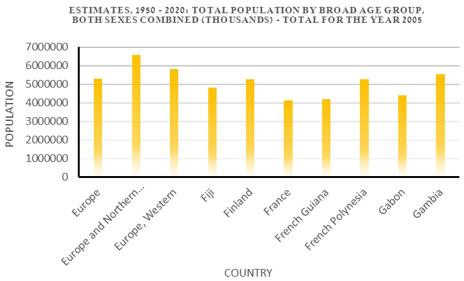 ESTIMATES, 1950 - 2020: TOTAL POPULATION BY BROAD AGE GROUP,
BOTH SEXES COMBINED (THOUSANDS) - TOTAL FOR THE YEAR 2005
7000000
6000000
5000000
4000000
3000000
2000000
1000000
0
POPULATION
Europe
Europe and Northern...
Europe, Western
Fiji
Finland
France
French Guiana
French Polynesia
Gabon
Gambia
COUNTRY